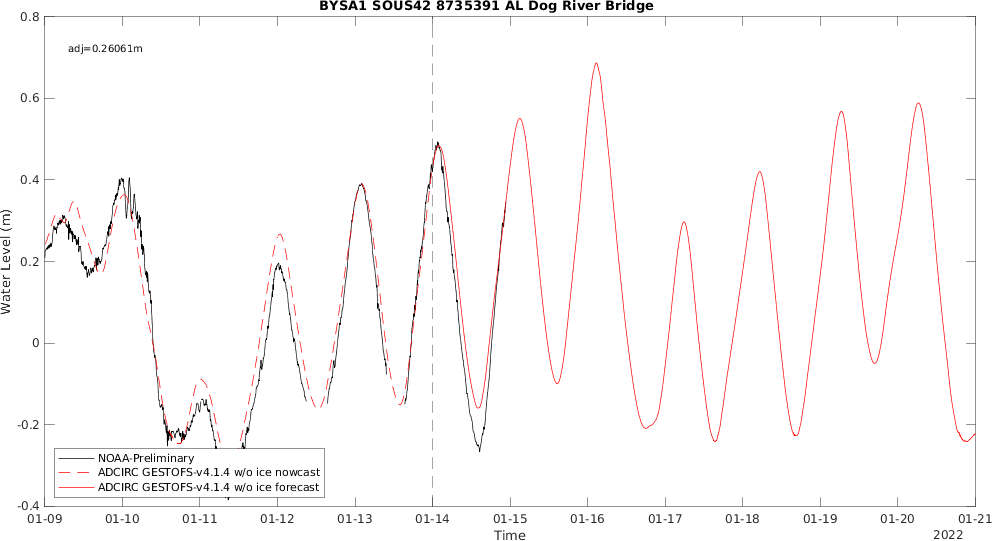 BYSA1 SOUS42 8735391 AL Dog River Bridge
adj=0.26061m
0.8
0.6
0.4
0.2
0
-0.2
-0.4
Water Level (m)
NOAA-Preliminary
ADCIRC GESTOFS-v4.1.4 w/o ice nowcast
ADCIRC GESTOFS-v4.1.4 w/o ice forecast
01-09 01-10 01-11 01-12 01-13 01-14 01-15 01-16 01-17 01-18 01-19 01-20 01-21
Time
2022